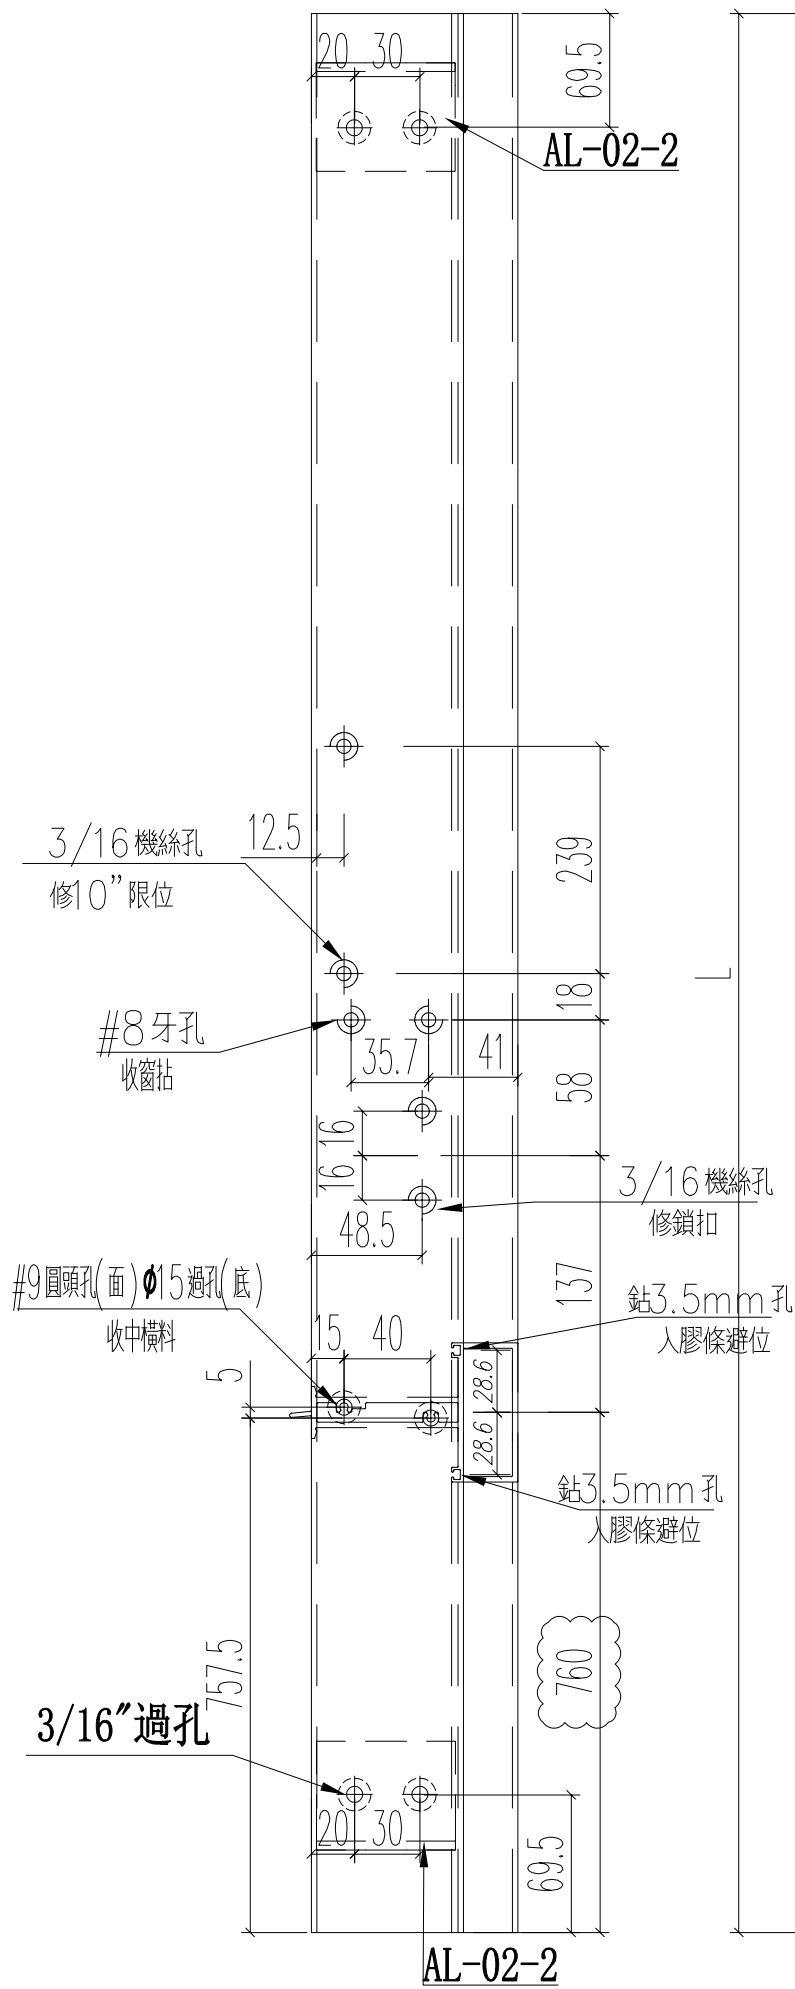 20 30
69.5
AL-02-2
3/16 機絲孔
修10”限位
12.5
239
18
L
#8 牙孔
收窗拈
35.7
41
58
16
16
3/16 機絲孔
修鎖扣
48.5
137
#9圓頭孔(面)ϕ15過孔(底)
收中橫料
15 40
5
鉆3.5mm 孔
入膠條避位
28.6
28.6
鉆3.5mm 孔
入膠條避位
757.5
760
3/16"過孔
20 30
69.5
AL-02-2